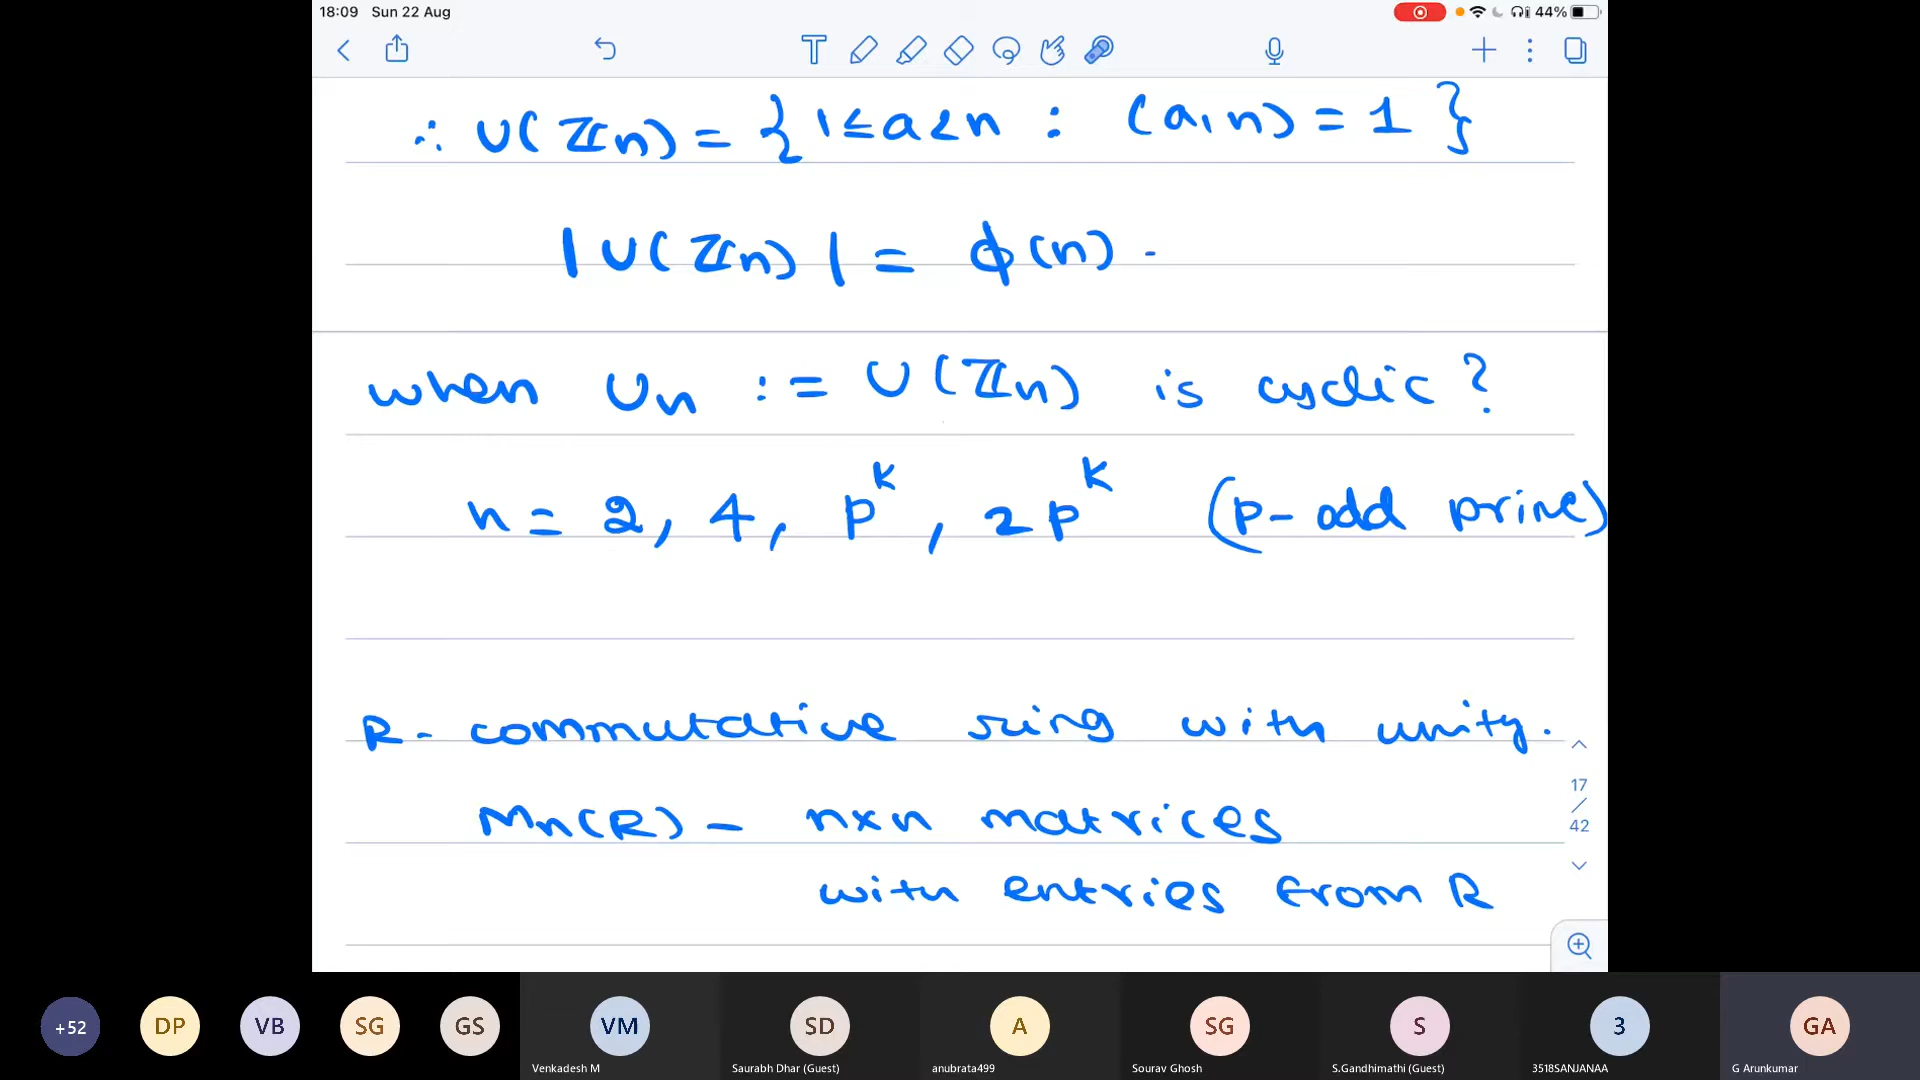 18:09 Sun 22 Aug 44%
∴ U(ℤn) = { 1≤a<n : (a,n) = 1 }
|U(ℤn)| = ϕ(n).
when Un := U(ℤn) is cyclic?
n = 2, 4, p^k, 2p^k (p-odd prime)
R- commutative ring with unity.
17
/
42
Mn(R) - n×n matrices
with entries from R
+52 DP VB SG GS VM SD A SG S 3 GA
Venkadesh M Saurabh Dhar (Guest) anubrata499 Sourav Ghosh S.Gandhimathi (Guest) 3518SANJANAA G Arunkumar